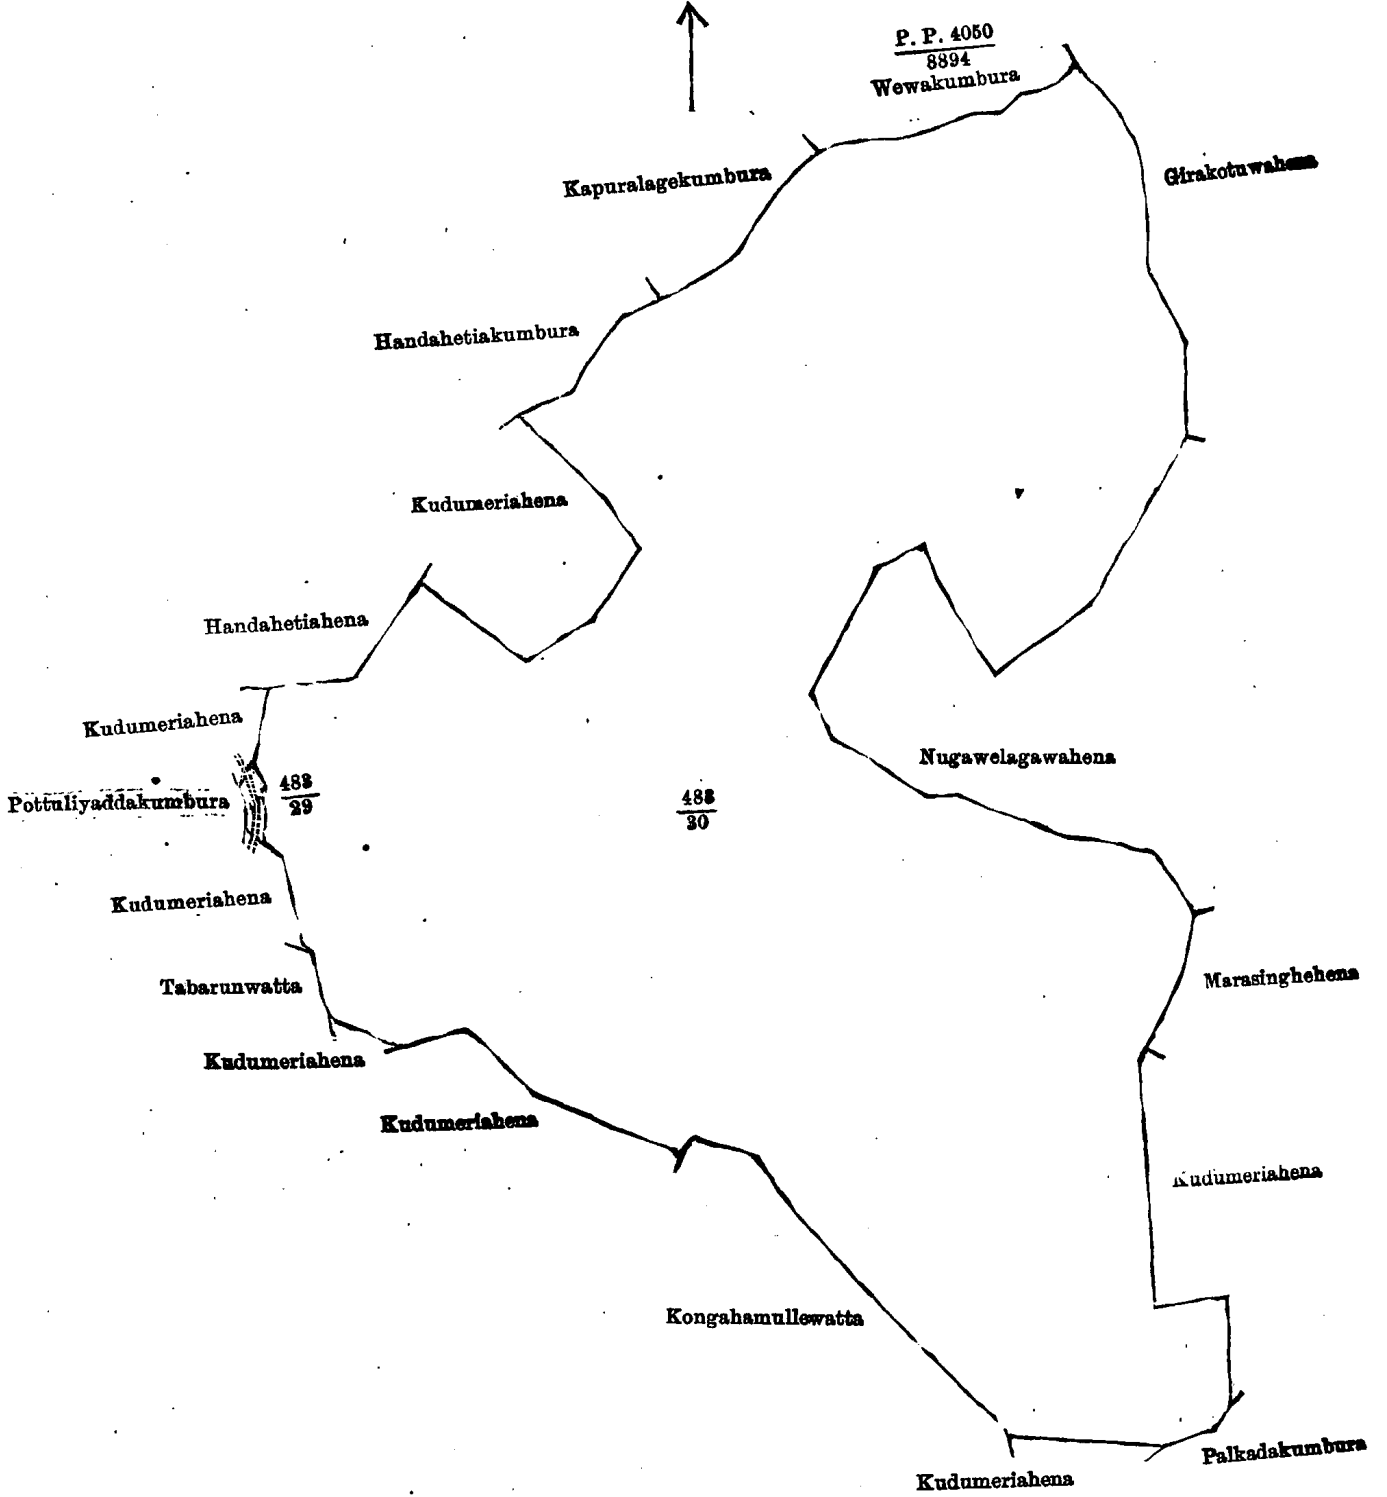 P. P. 4050
8894
Wewakumbura
Girakotuwahena
Kapuralagekumbura
Handahetiakumbura
Kudumeriahena
Handahetiahena
Kudumeriahena
Nugawelagawahena
Pottuliyaddakumbura
483
29
483
30
Kudumeriahena
Marasinghehena
Tabarunwatta
Kudumeriahena
Kudumeriahena
Kudumeriahena
Kongahamullewatta
Palkadakumbura
Kudumeriahena